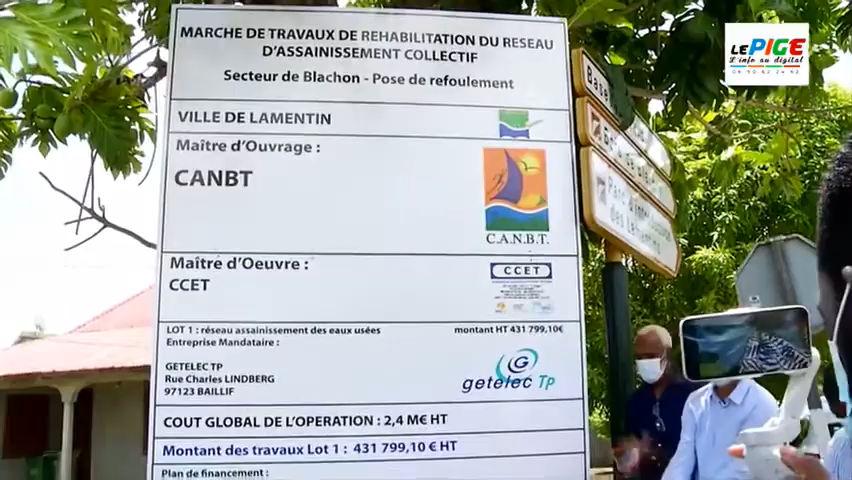 MARCHE DE TRAVAUX DE REHABILITATION DU RESEAU
D'ASSAINISSEMENT COLLECTIF
Secteur de Blachon - Pose de refoulement
VILLE DE LAMENTIN
Maître d'Ouvrage :
CANBT
C.A.N.B.T.
Maître d'Oeuvre :
CCET
CCET
LOT 1 : réseau assainissement des eaux usées
montant HT 431 799,10€
Entreprise Mandataire :
GETELEC TP
Rue Charles LINDBERG
97123 BAILLIF
getelec TP
COUT GLOBAL DE L'OPERATION : 2,4 M€ HT
Montant des travaux Lot 1 : 431 799,10 € HT
Plan de financement :
LE PIGE
L'info au digital